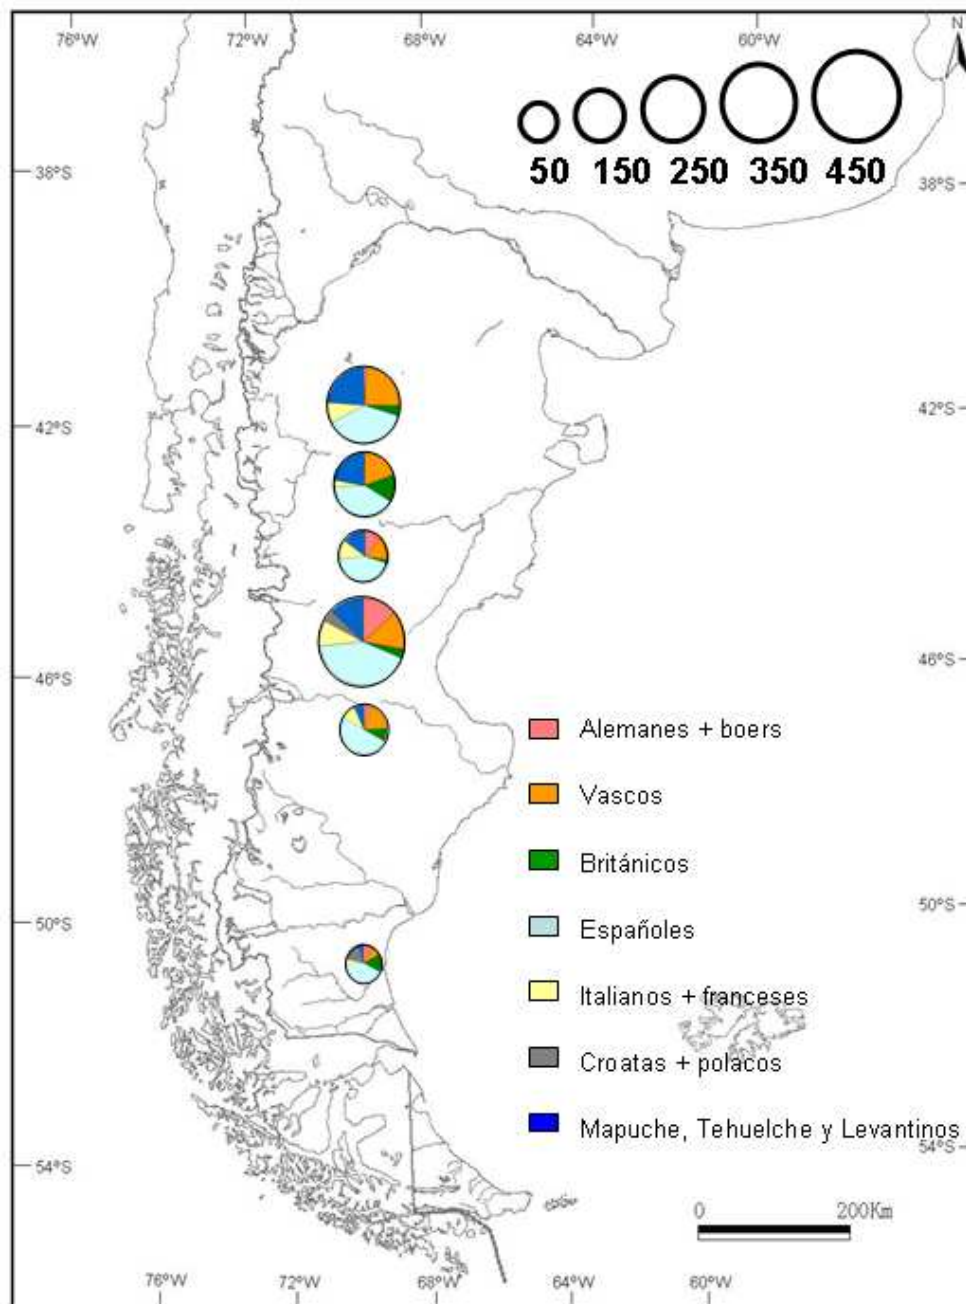 76°W 72°W 68°W 64°W 60°W N
50 150 250 350 450
38°S 38°S
42°S 42°S
46°S 46°S
Alemanes + boers
Vascos
Británicos
50°S 50°S
Españoles
Italianos + franceses
Croatas + polacos
Mapuche, Tehuelche y Levantinos
54°S 54°S
0 200Km
76°W 72°W 68°W 64°W 60°W